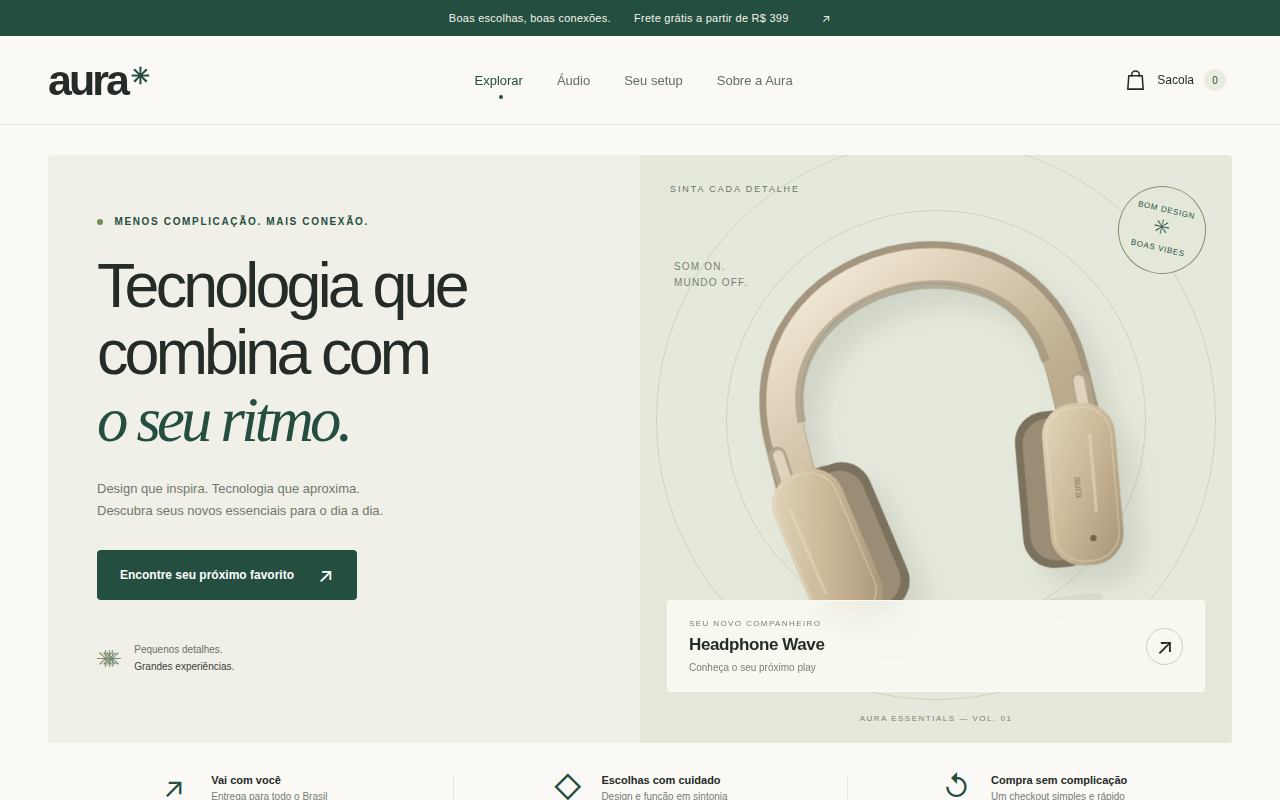 Boas escolhas, boas conexões. Frete grátis a partir de R$ 399
aura
Explorar Áudio Seu setup Sobre a Aura
Sacola 0
MENOS COMPLICAÇÃO. MAIS CONEXÃO.
Tecnologia que
combina com
o seu ritmo.
Design que inspira. Tecnologia que aproxima.
Descubra seus novos essenciais para o dia a dia.
Encontre seu próximo favorito
Pequenos detalhes.
Grandes experiências.
SINTA CADA DETALHE
BOM DESIGN
BOAS VIBES
SOM ON.
MUNDO OFF.
aura
SEU NOVO COMPANHEIRO
Headphone Wave
Conheça o seu próximo play
AURA ESSENTIALS — VOL. 01
Vai com você
Entrega para todo o Brasil
Escolhas com cuidado
Design e função em sintonia
Compra sem complicação
Um checkout simples e rápido